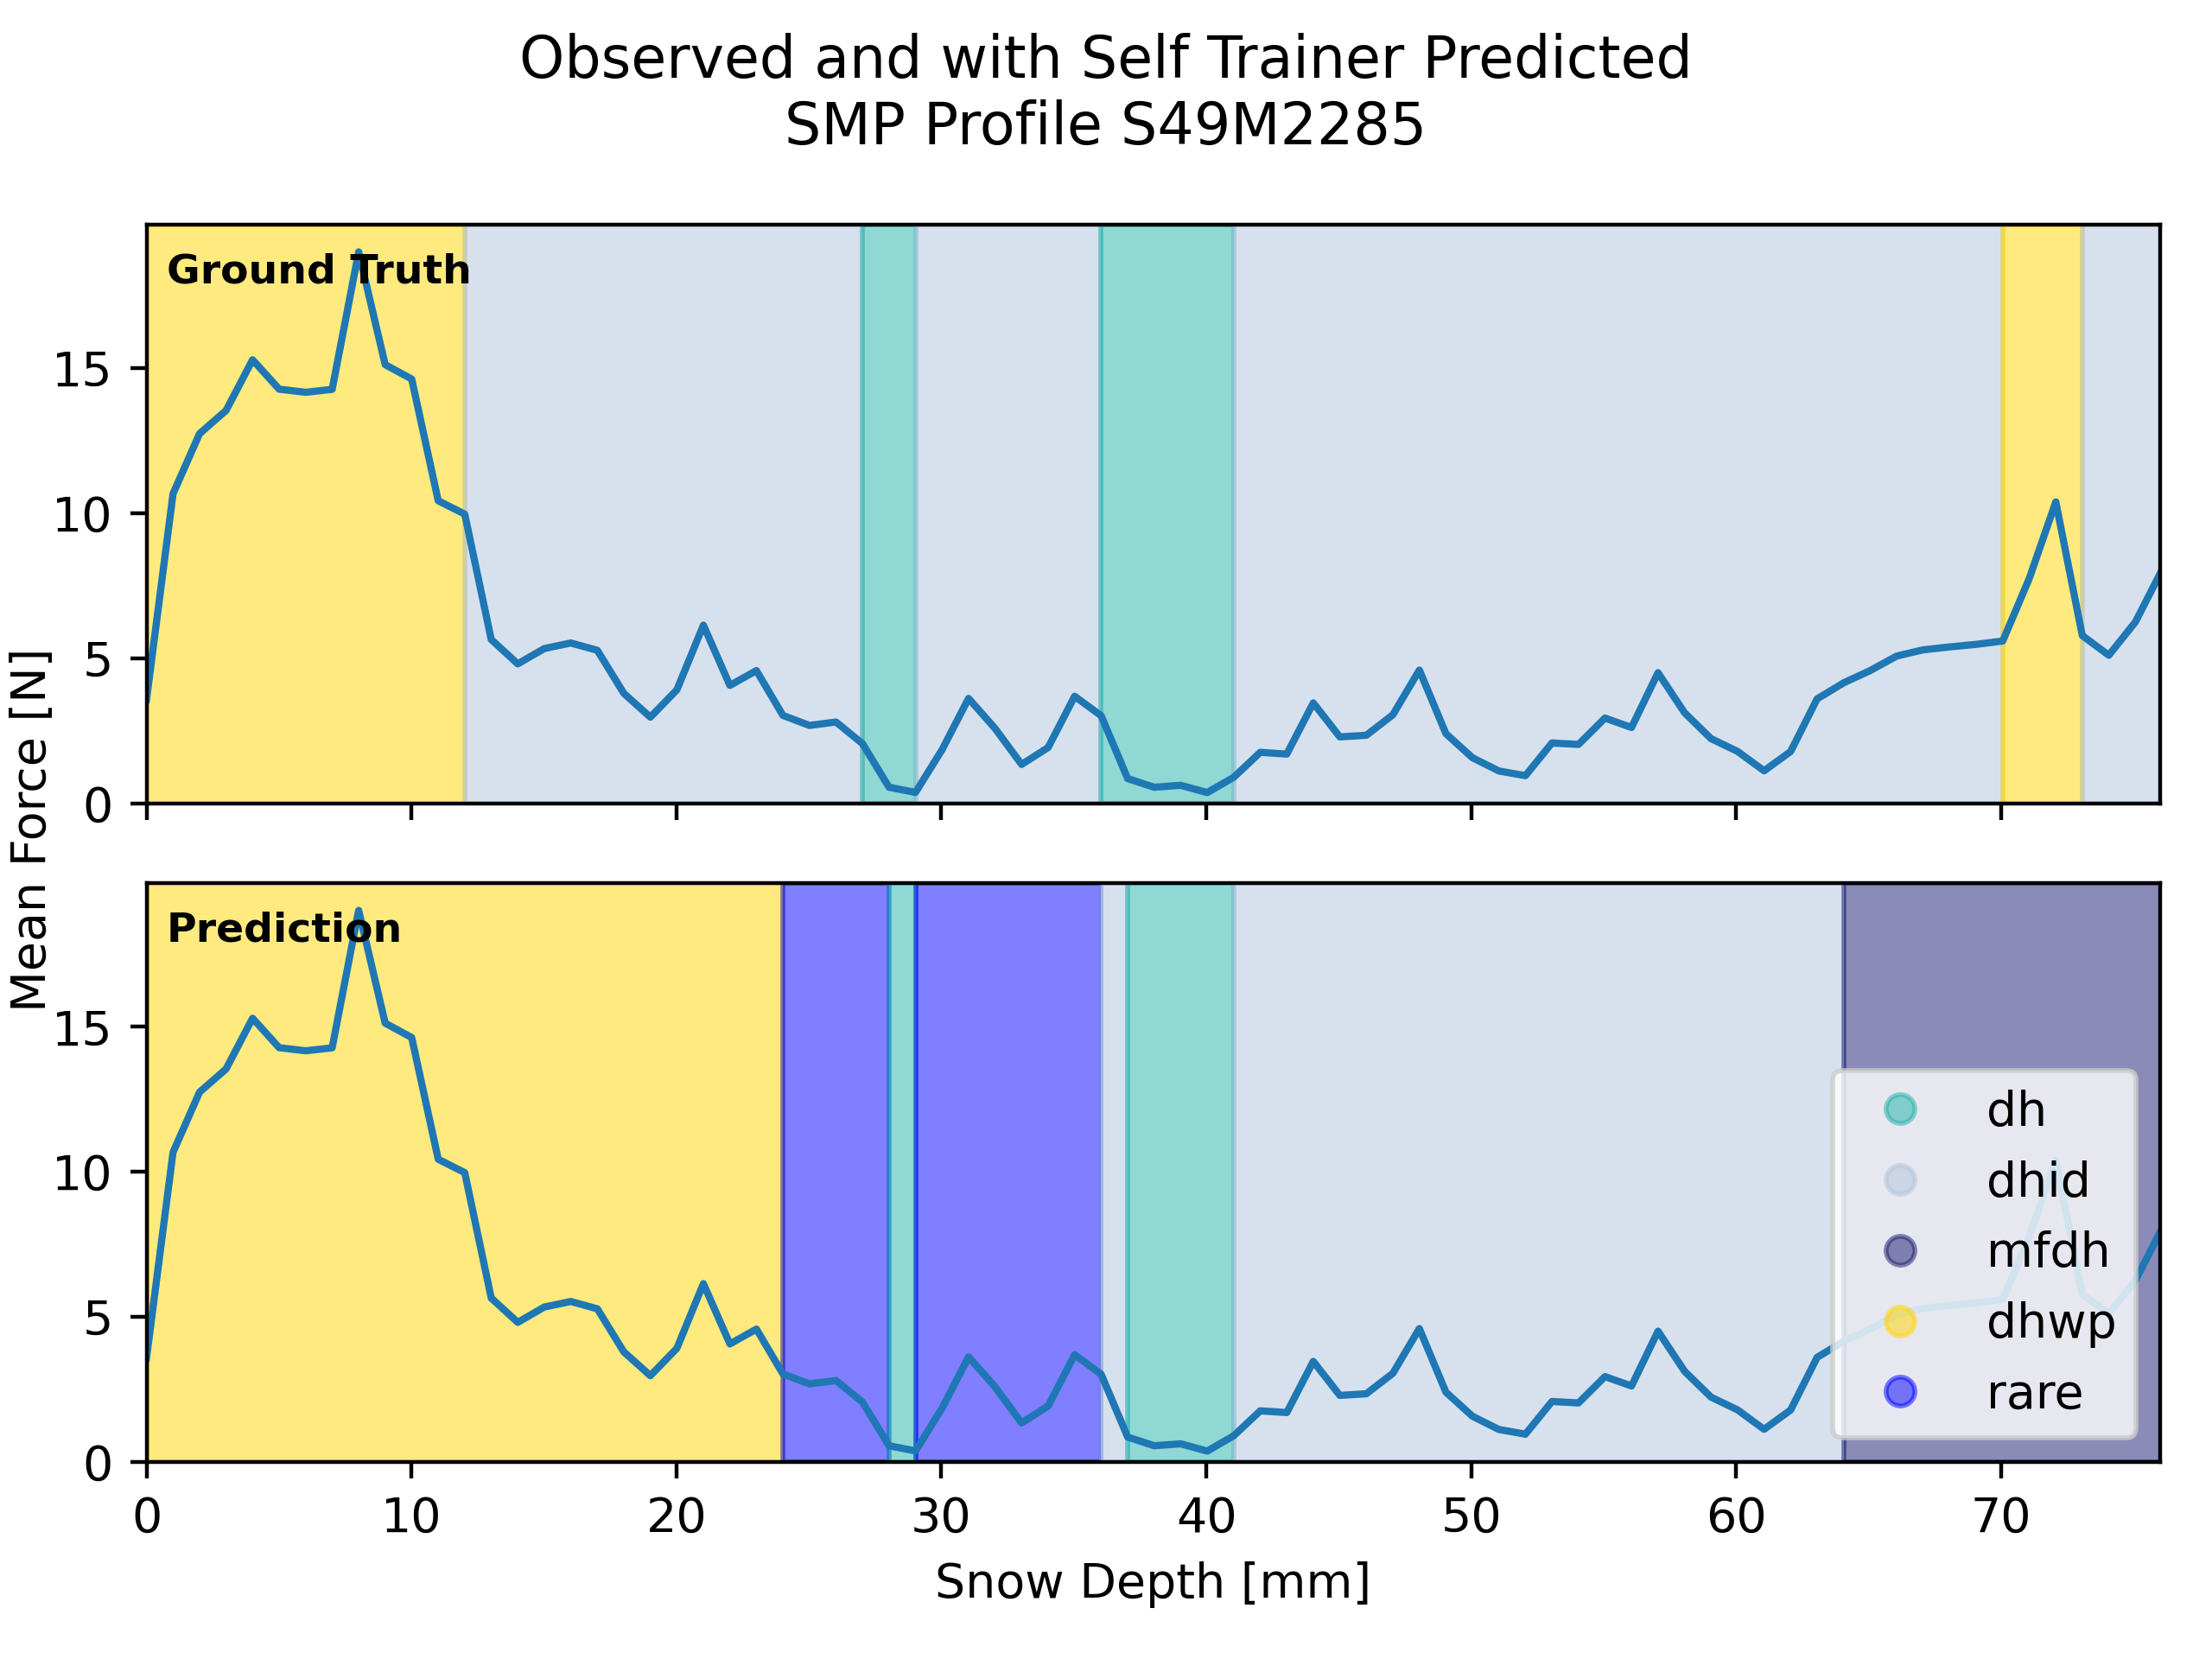 Observed and with Self Trainer Predicted
SMP Profile S49M2285
Ground Truth
15
10
5
0
Mean Force [N]
Prediction
15
10
5
0
dh
dhid
mfdh
dhwp
rare
0 10 20 30 40 50 60 70
Snow Depth [mm]